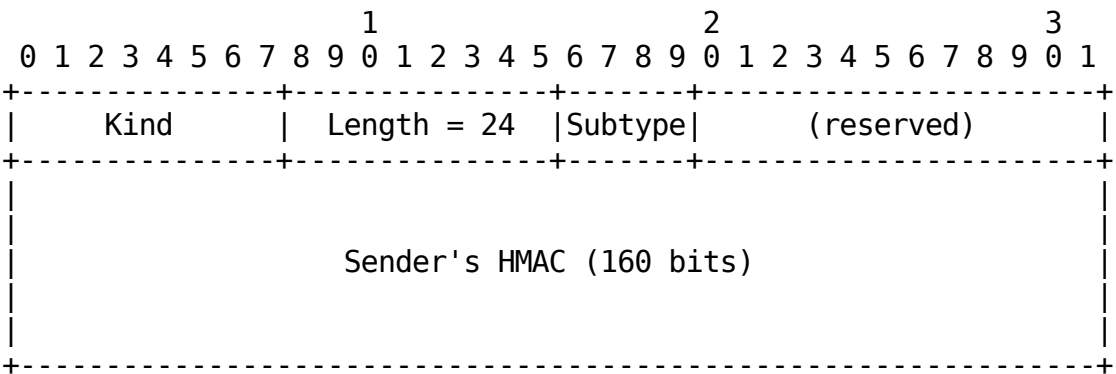 1                   2                   3
 0 1 2 3 4 5 6 7 8 9 0 1 2 3 4 5 6 7 8 9 0 1 2 3 4 5 6 7 8 9 0 1
+---------------+---------------+-------+-----------------------+
|     Kind      |  Length = 24  |Subtype|      (reserved)       |
+---------------+---------------+-------+-----------------------+
|                                                               |
|                                                               |
|                   Sender's HMAC (160 bits)                    |
|                                                               |
|                                                               |
+---------------------------------------------------------------+